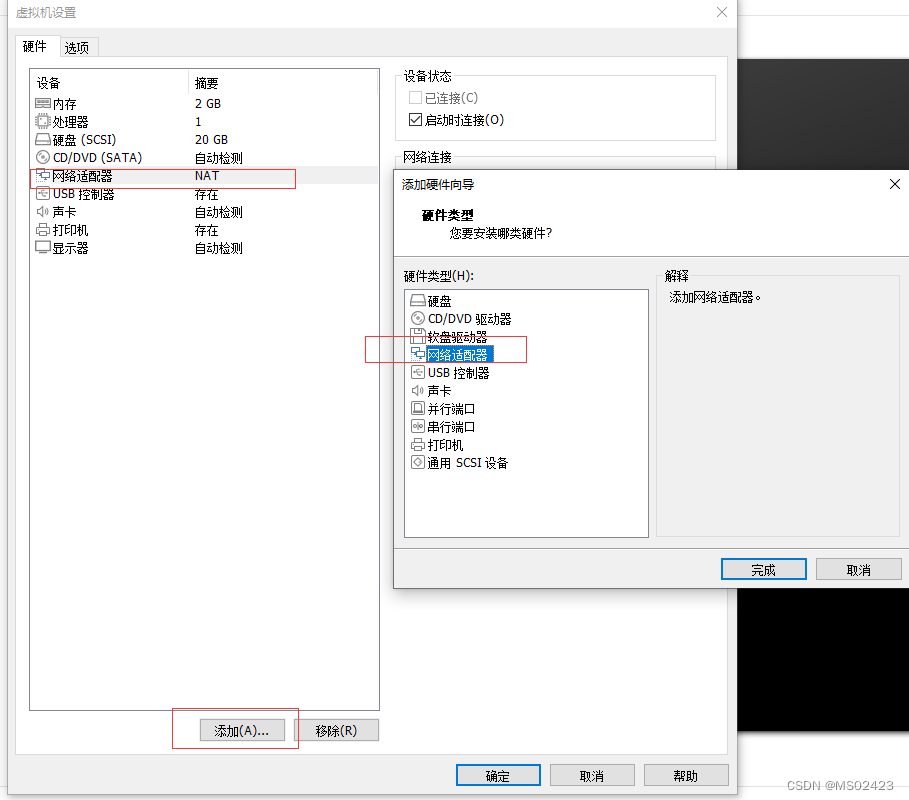 虚拟机设置
硬件 选项
设备 摘要
内存 2 GB
处理器 1
硬盘 (SCSI) 20 GB
CD/DVD (SATA) 自动检测
网络适配器 NAT
USB 控制器 存在
声卡 自动检测
打印机 存在
显示器 自动检测
添加(A)... 移除(R)
设备状态
已连接(C)
启动时连接(O)
网络连接
添加硬件向导
硬件类型
您要安装哪类硬件?
硬件类型(H):
硬盘
CD/DVD 驱动器
软盘驱动器
网络适配器
USB 控制器
声卡
并行端口
串行端口
打印机
通用 SCSI 设备
解释
添加网络适配器。
完成 取消
确定 取消 帮助
CSDN @MS02423